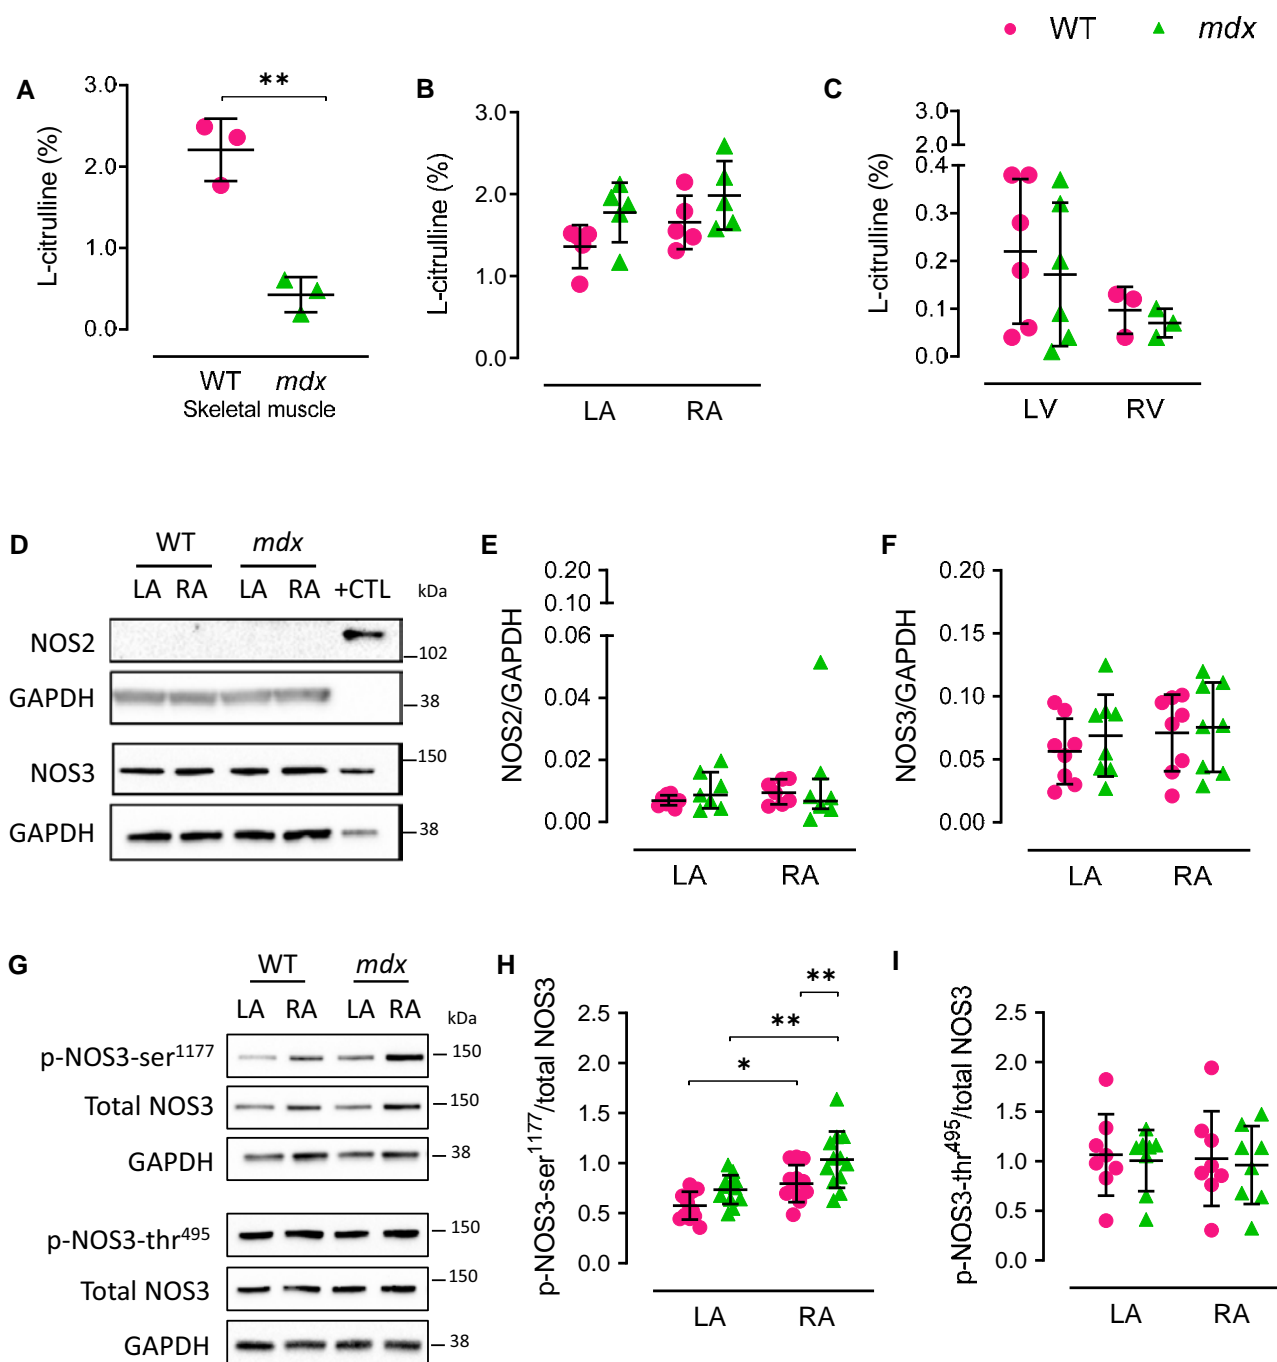 WT mdx
A
**
3.0
2.0
1.0
0.0
L-citrulline (%)
WT mdx
Skeletal muscle
B
3.0
2.0
1.0
0.0
L-citrulline (%)
LA RA
C
3.0
2.0
0.4
0.3
0.2
0.1
0.0
L-citrulline (%)
LV RV
D
WT mdx
LA RA LA RA +CTL kDa
NOS2 102
GAPDH 38
NOS3 150
GAPDH 38
E
0.20
0.10
0.06
0.04
0.02
0.00
NOS2/GAPDH
LA RA
F
0.20
0.15
0.10
0.05
0.00
NOS3/GAPDH
LA RA
G
WT mdx
LA RA LA RA kDa
p-NOS3-ser¹¹⁷⁷ 150
Total NOS3 150
GAPDH 38
p-NOS3-thr⁴⁹⁵ 150
Total NOS3 150
GAPDH 38
H
**
**
*
2.5
2.0
1.5
1.0
0.5
0.0
p-NOS3-ser¹¹⁷⁷/total NOS3
LA RA
I
2.5
2.0
1.5
1.0
0.5
0.0
p-NOS3-thr⁴⁹⁵/total NOS3
LA RA